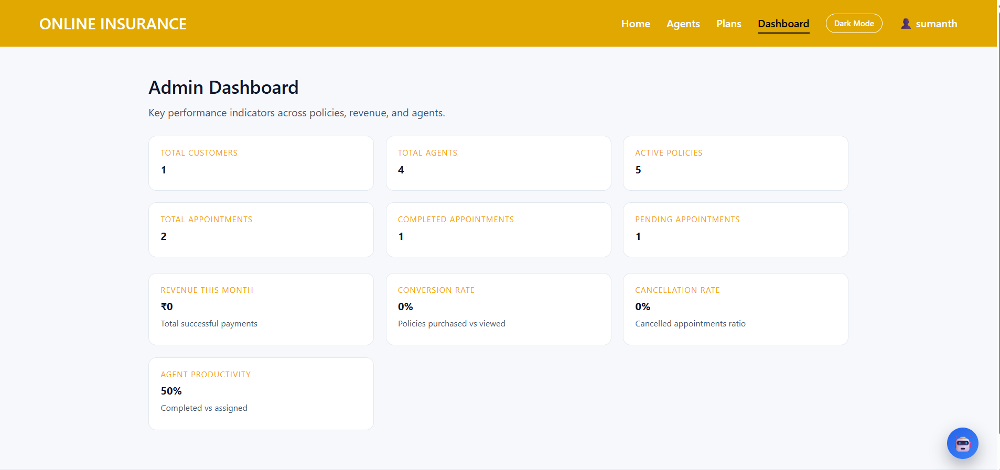 ONLINE INSURANCE
Home Agents Plans Dashboard Dark Mode sumanth
Admin Dashboard
Key performance indicators across policies, revenue, and agents.
TOTAL CUSTOMERS
1
TOTAL AGENTS
4
ACTIVE POLICIES
5
TOTAL APPOINTMENTS
2
COMPLETED APPOINTMENTS
1
PENDING APPOINTMENTS
1
REVENUE THIS MONTH
₹0
Total successful payments
CONVERSION RATE
0%
Policies purchased vs viewed
CANCELLATION RATE
0%
Cancelled appointments ratio
AGENT PRODUCTIVITY
50%
Completed vs assigned